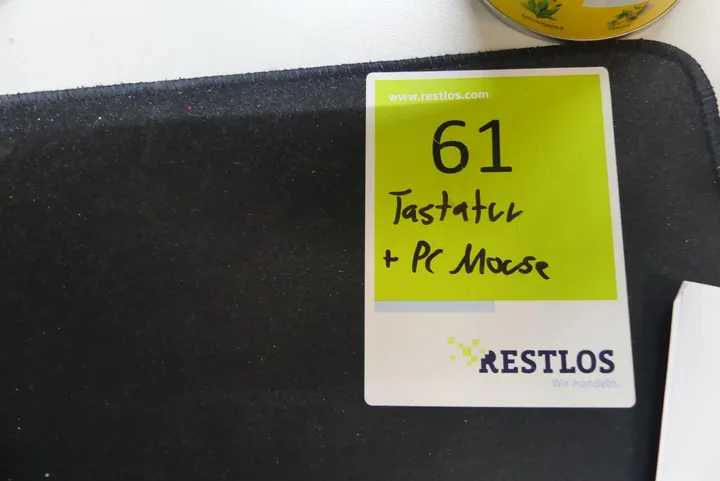 www.restlos.com
61
Tastatur
+ PC Mouse
RESTLOS
Wir handeln.